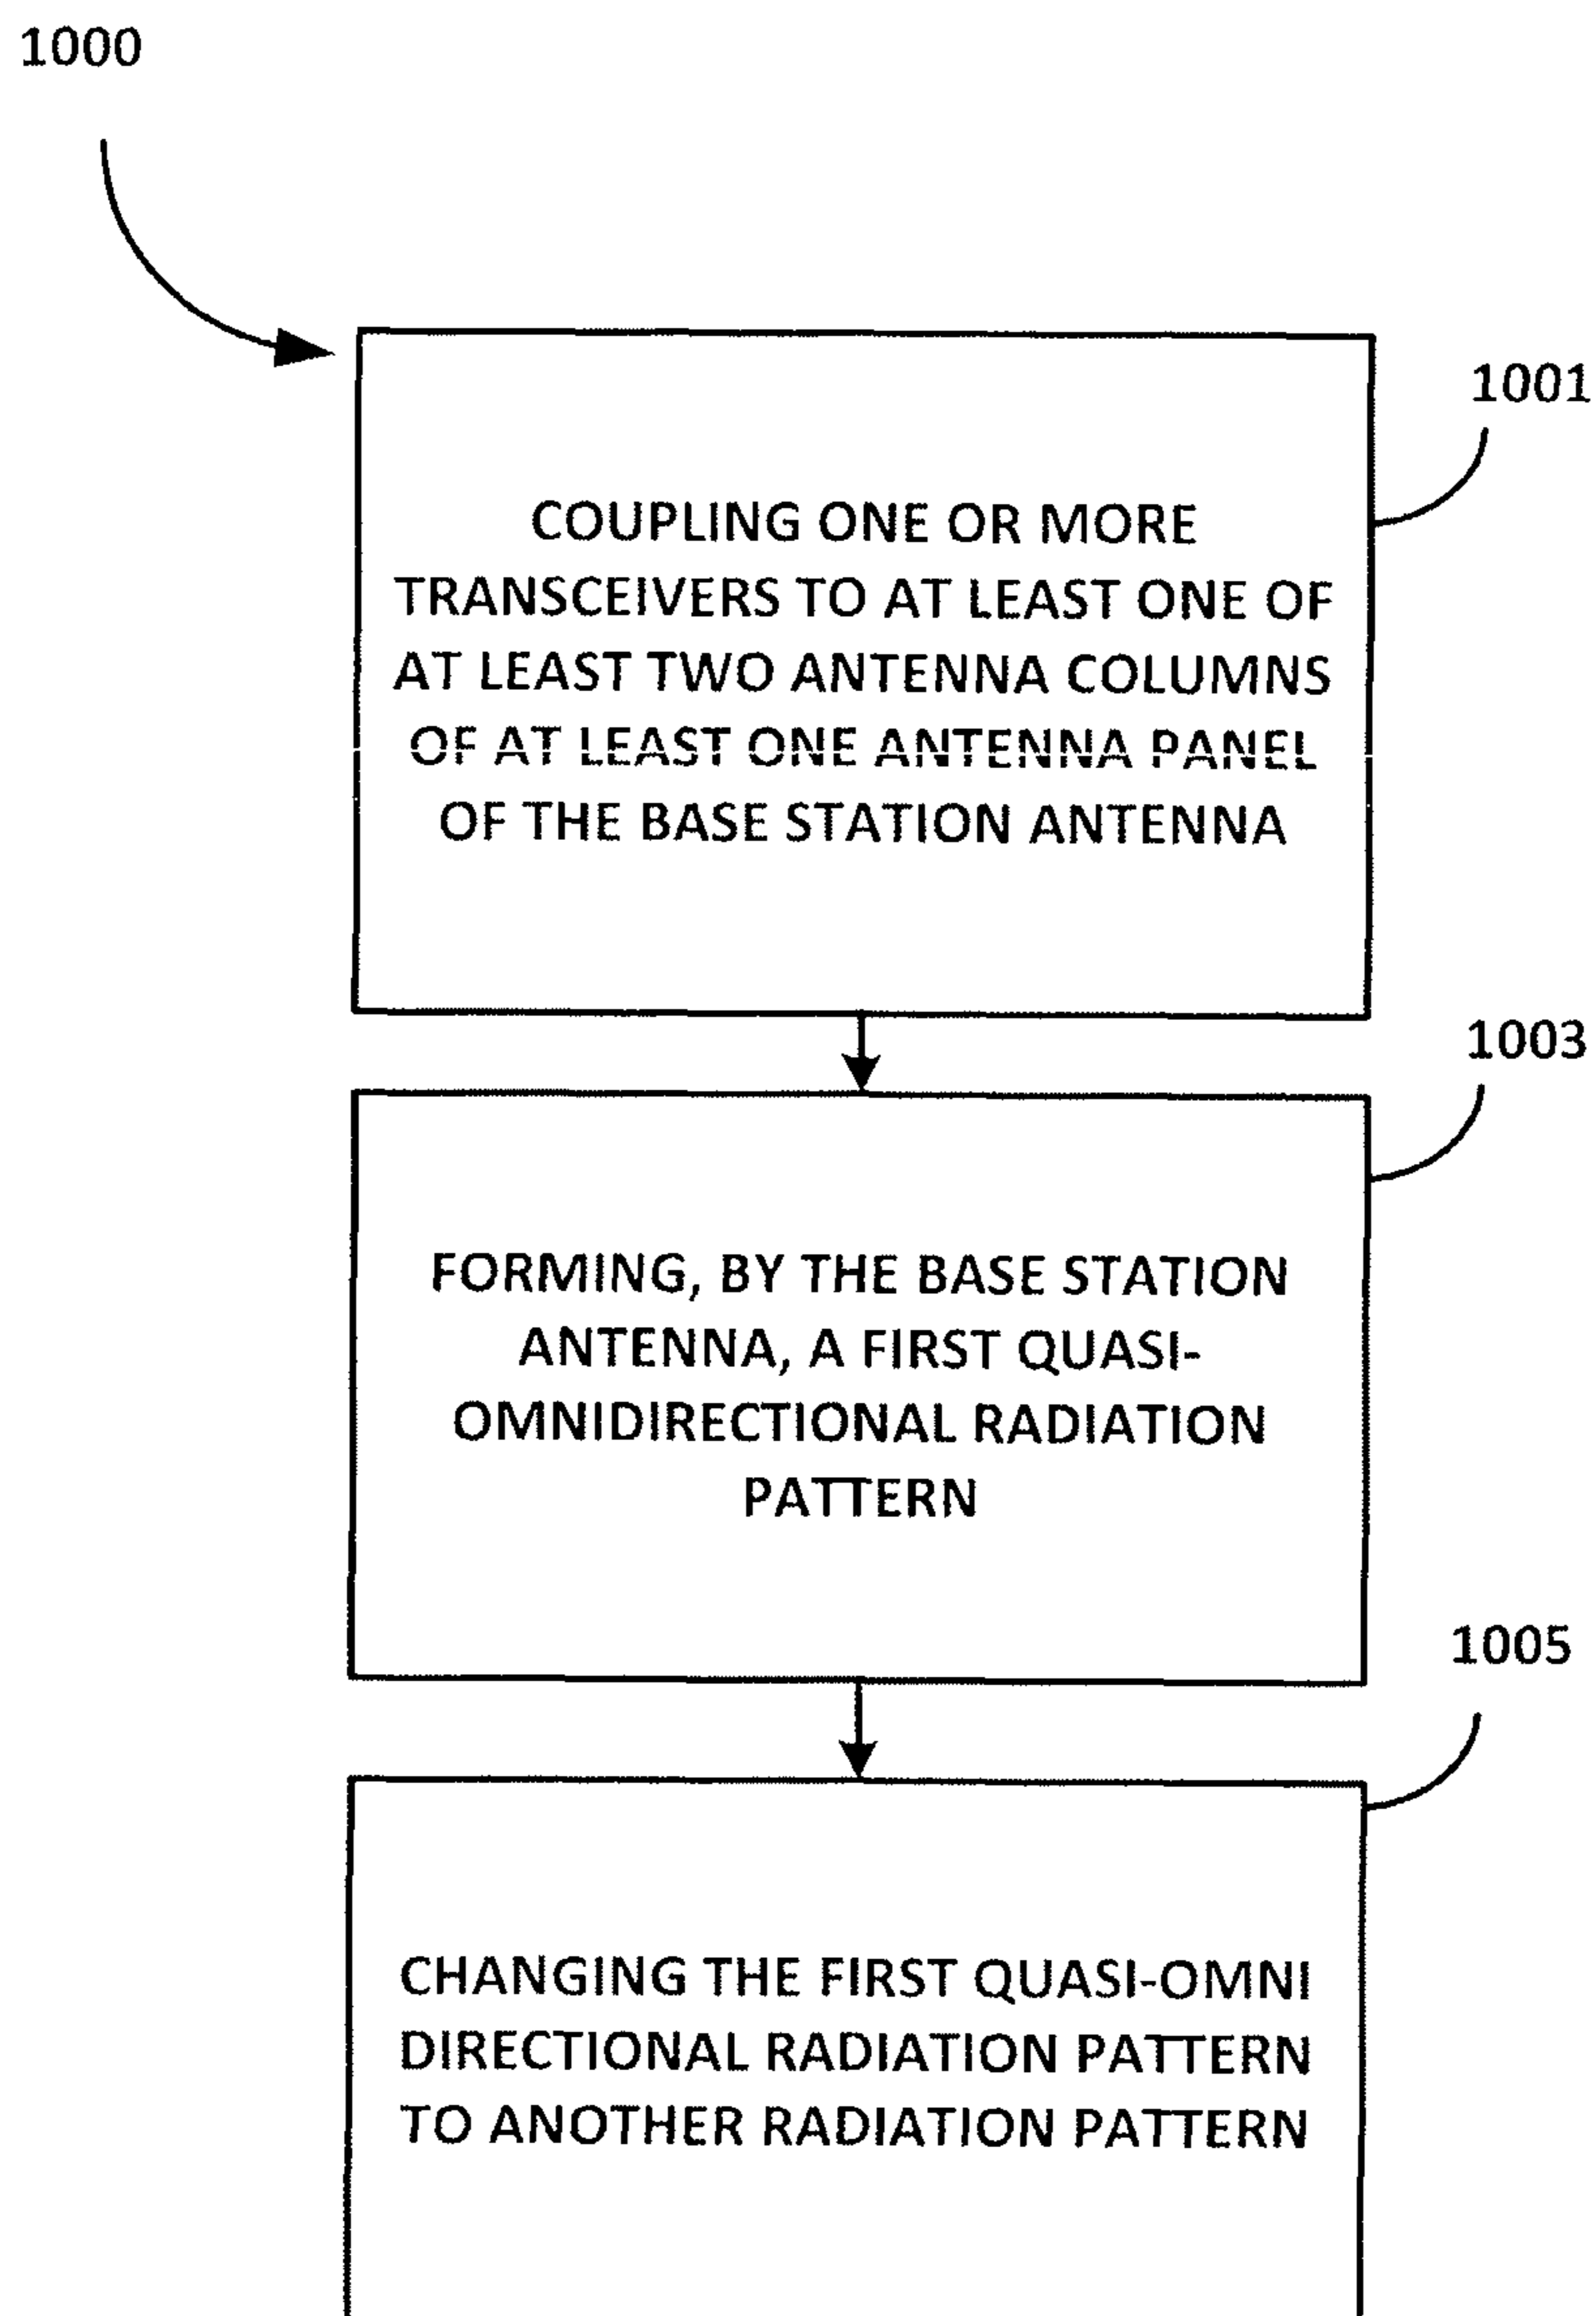 1000
1001
COUPLING ONE OR MORE
TRANSCEIVERS TO AT LEAST ONE OF
AT LEAST TWO ANTENNA COLUMNS
OF AT LEAST ONE ANTENNA PANEL
OF THE BASE STATION ANTENNA
1003
FORMING, BY THE BASE STATION
ANTENNA, A FIRST QUASI-
OMNIDIRECTIONAL RADIATION
PATTERN
1005
CHANGING THE FIRST QUASI-OMNI
DIRECTIONAL RADIATION PATTERN
TO ANOTHER RADIATION PATTERN